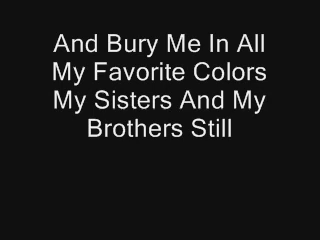 And Bury Me In All
My Favorite Colors
My Sisters And My
Brothers Still